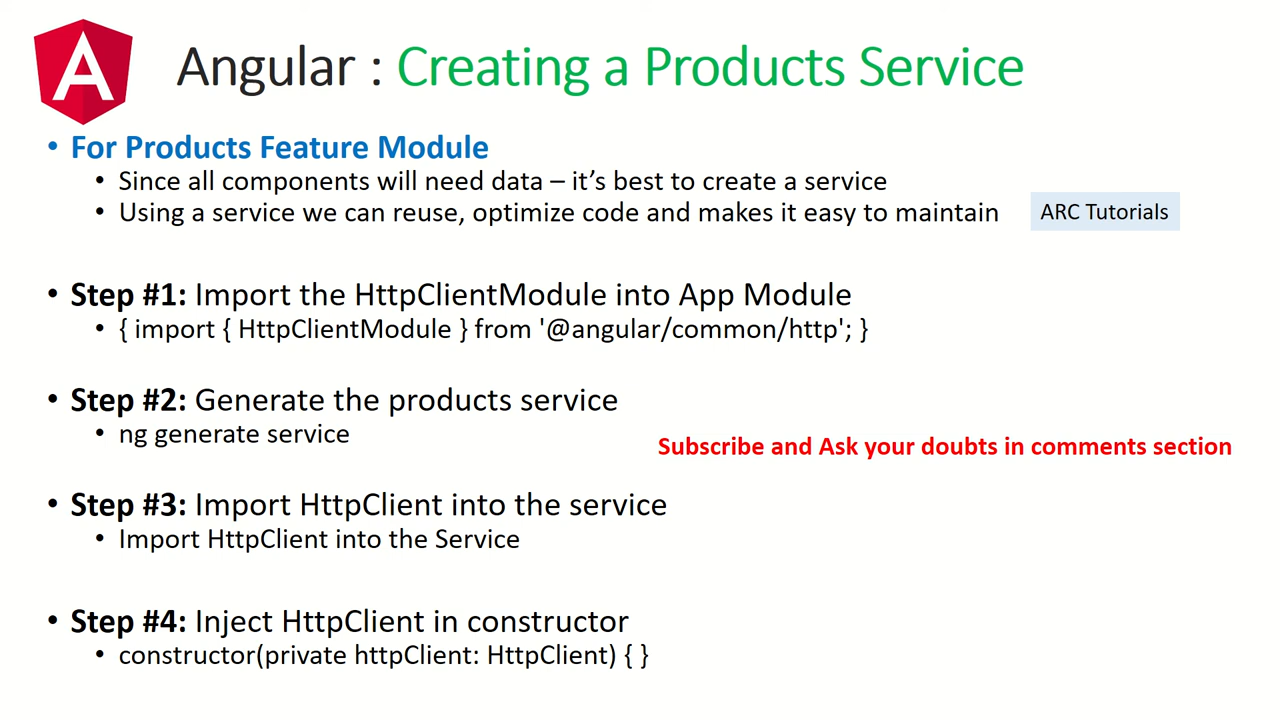 Angular : Creating a Products Service
• For Products Feature Module
• Since all components will need data – it's best to create a service
• Using a service we can reuse, optimize code and makes it easy to maintain
ARC Tutorials
• Step #1: Import the HttpClientModule into App Module
• { import { HttpClientModule } from '@angular/common/http'; }
• Step #2: Generate the products service
• ng generate service
Subscribe and Ask your doubts in comments section
• Step #3: Import HttpClient into the service
• Import HttpClient into the Service
• Step #4: Inject HttpClient in constructor
• constructor(private httpClient: HttpClient) { }